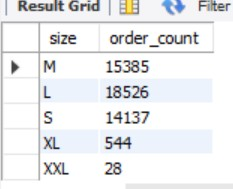 Result Grid Filter
size order_count
M 15385
L 18526
S 14137
XL 544
XXL 28